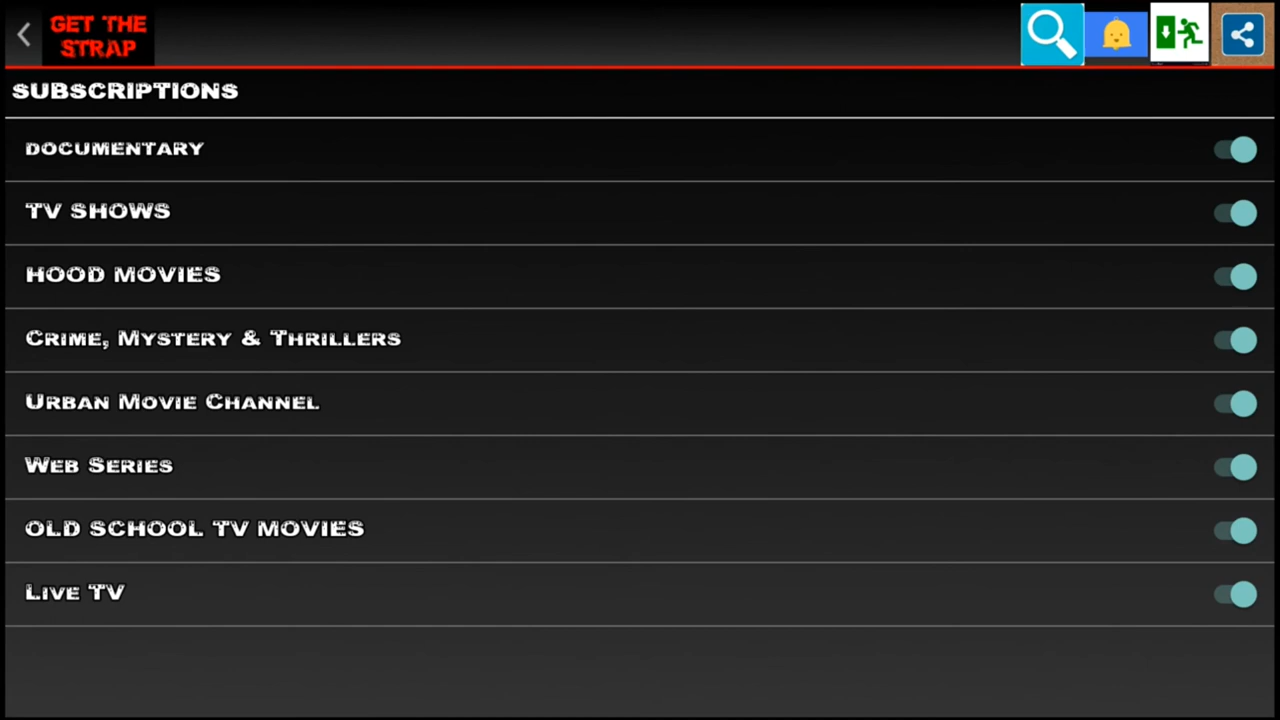 GET THE
STRAP
SUBSCRIPTIONS
DOCUMENTARY
TV SHOWS
HOOD MOVIES
Crime, Mystery & Thrillers
Urban Movie Channel
Web Series
OLD SCHOOL TV MOVIES
Live TV